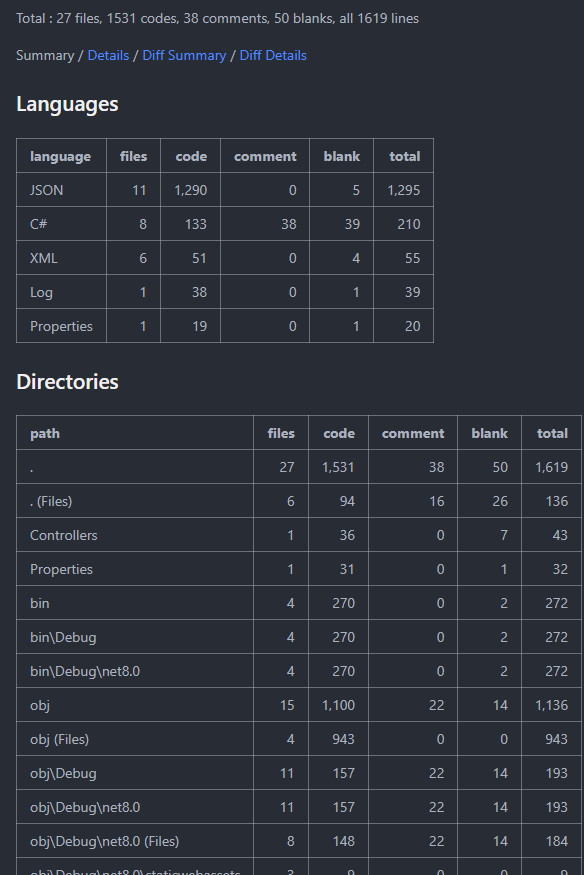 Total : 27 files, 1531 codes, 38 comments, 50 blanks, all 1619 lines
Summary / Details / Diff Summary / Diff Details
Languages
language files code comment blank total
JSON 11 1,290 0 5 1,295
C# 8 133 38 39 210
XML 6 51 0 4 55
Log 1 38 0 1 39
Properties 1 19 0 1 20
Directories
path files code comment blank total
. 27 1,531 38 50 1,619
. (Files) 6 94 16 26 136
Controllers 1 36 0 7 43
Properties 1 31 0 1 32
bin 4 270 0 2 272
bin\Debug 4 270 0 2 272
bin\Debug\net8.0 4 270 0 2 272
obj 15 1,100 22 14 1,136
obj (Files) 4 943 0 0 943
obj\Debug 11 157 22 14 193
obj\Debug\net8.0 11 157 22 14 193
obj\Debug\net8.0 (Files) 8 148 22 14 184
obj\Debug\net8.0\staticwebassets 3 9 0 0 9